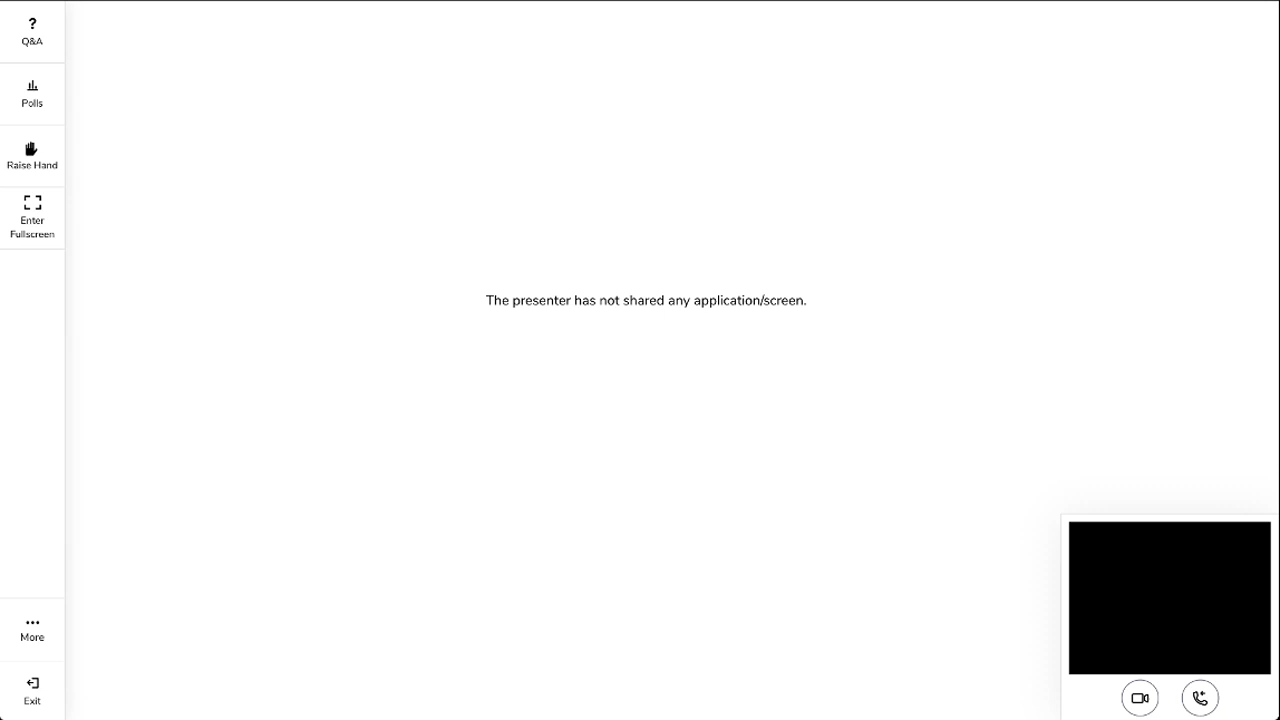 ?
Q&A
Polls
Raise Hand
Enter
Fullscreen
The presenter has not shared any application/screen.
More
Exit